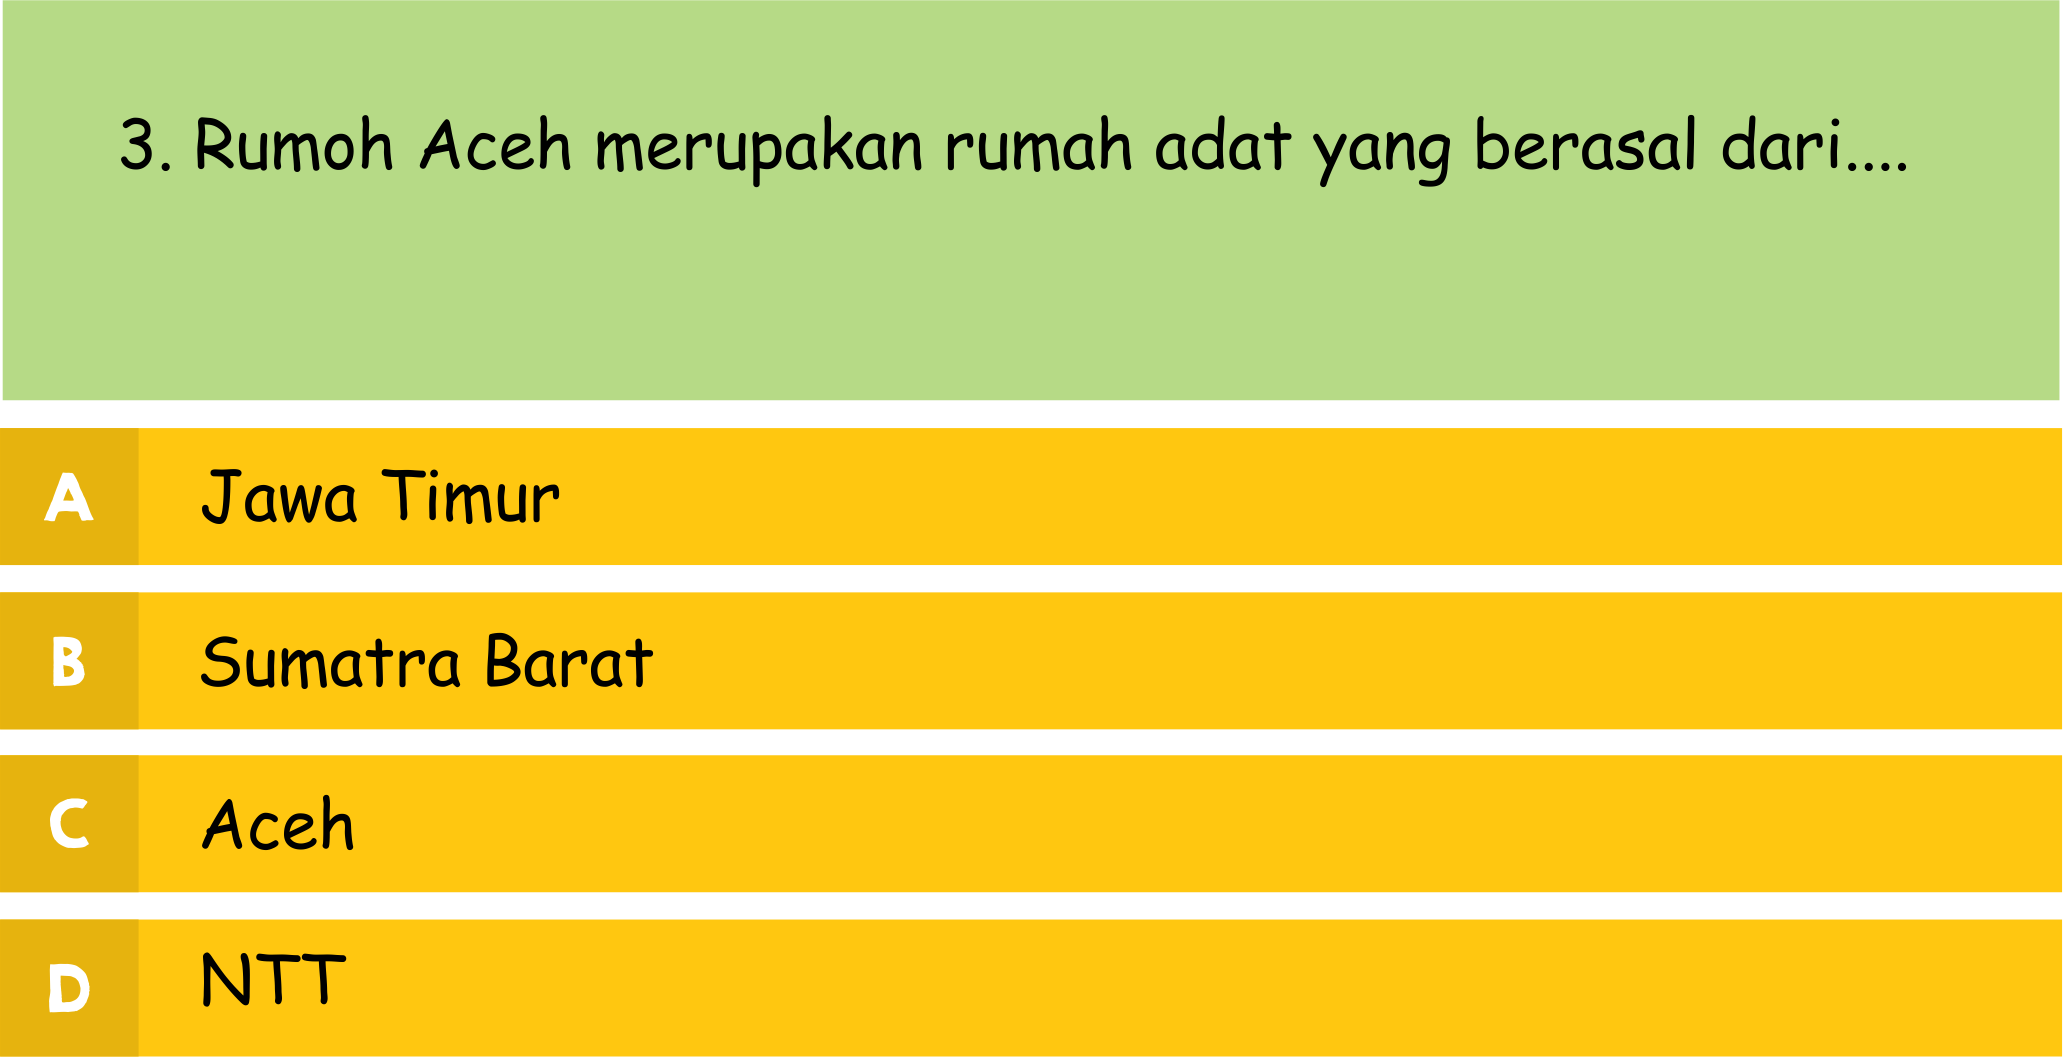 3. Rumoh Aceh merupakan rumah adat yang berasal dari....
A Jawa Timur
B Sumatra Barat
C Aceh
D NTT